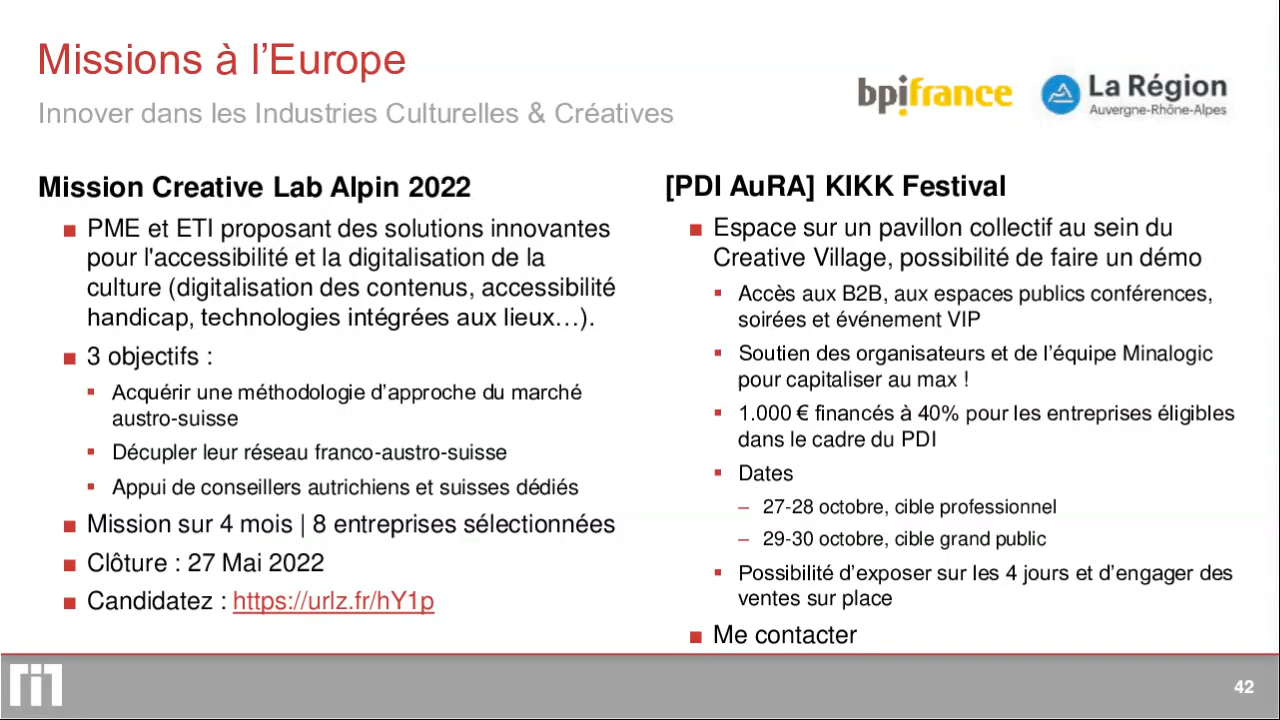 Missions à l’Europe
Innover dans les Industries Culturelles & Créatives
bpifrance
La Région
Auvergne-Rhône-Alpes
Mission Creative Lab Alpin 2022
PME et ETI proposant des solutions innovantes
pour l'accessibilité et la digitalisation de la
culture (digitalisation des contenus, accessibilité
handicap, technologies intégrées aux lieux…).
3 objectifs :
Acquérir une méthodologie d’approche du marché
austro-suisse
Décupler leur réseau franco-austro-suisse
Appui de conseillers autrichiens et suisses dédiés
Mission sur 4 mois | 8 entreprises sélectionnées
Clôture : 27 Mai 2022
Candidatez : https://urlz.fr/hY1p
[PDI AuRA] KIKK Festival
Espace sur un pavillon collectif au sein du
Creative Village, possibilité de faire un démo
Accès aux B2B, aux espaces publics conférences,
soirées et événement VIP
Soutien des organisateurs et de l’équipe Minalogic
pour capitaliser au max !
1.000 € financés à 40% pour les entreprises éligibles
dans le cadre du PDI
Dates
– 27-28 octobre, cible professionnel
– 29-30 octobre, cible grand public
Possibilité d’exposer sur les 4 jours et d’engager des
ventes sur place
Me contacter
42